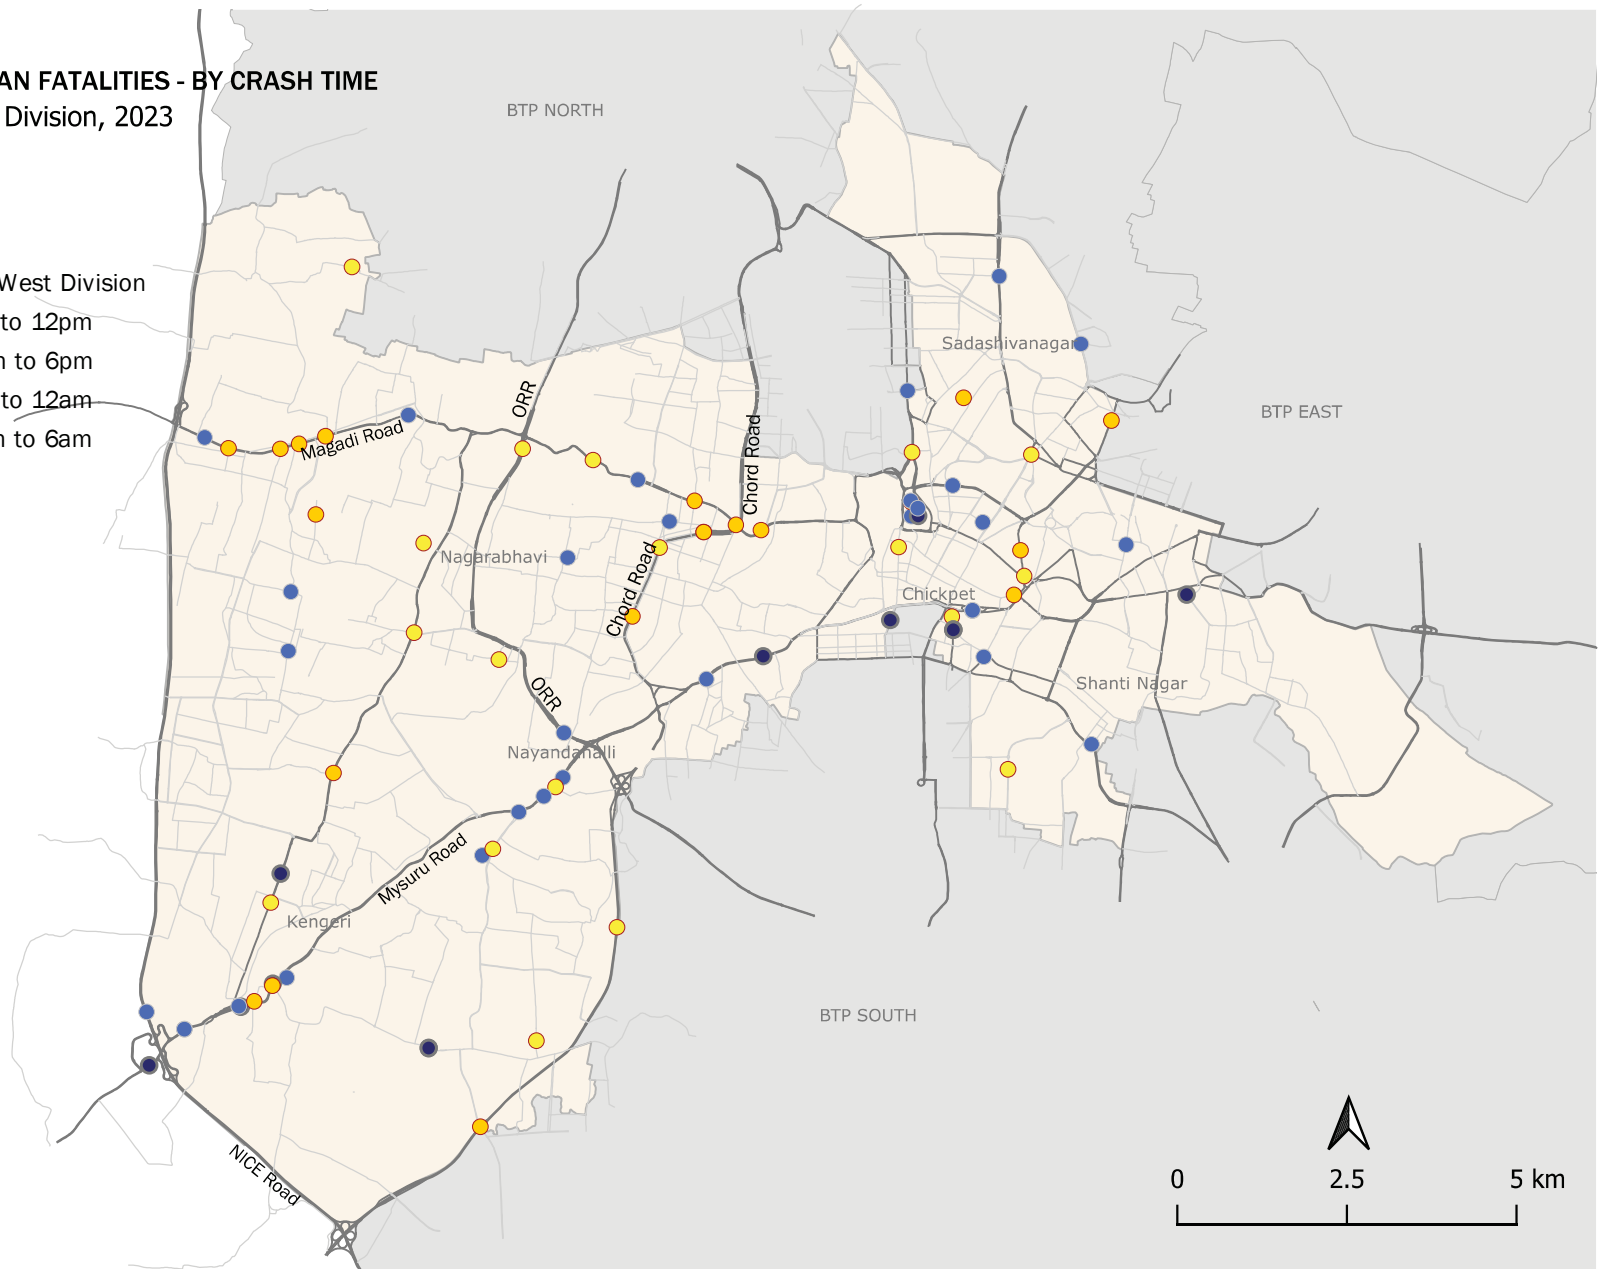 AN FATALITIES - BY CRASH TIME
Division, 2023
West Division
to 12pm
to 6pm
to 12am
to 6am
BTP NORTH
Sadashivanagar
BTP EAST
ORR
Chord Road
Magadi Road
Nagarabhavi
Chord Road
Chickpet
Shanti Nagar
ORR
Nayandahalli
Mysuru Road
Kengeri
BTP SOUTH
NICE Road
0 2.5 5 km